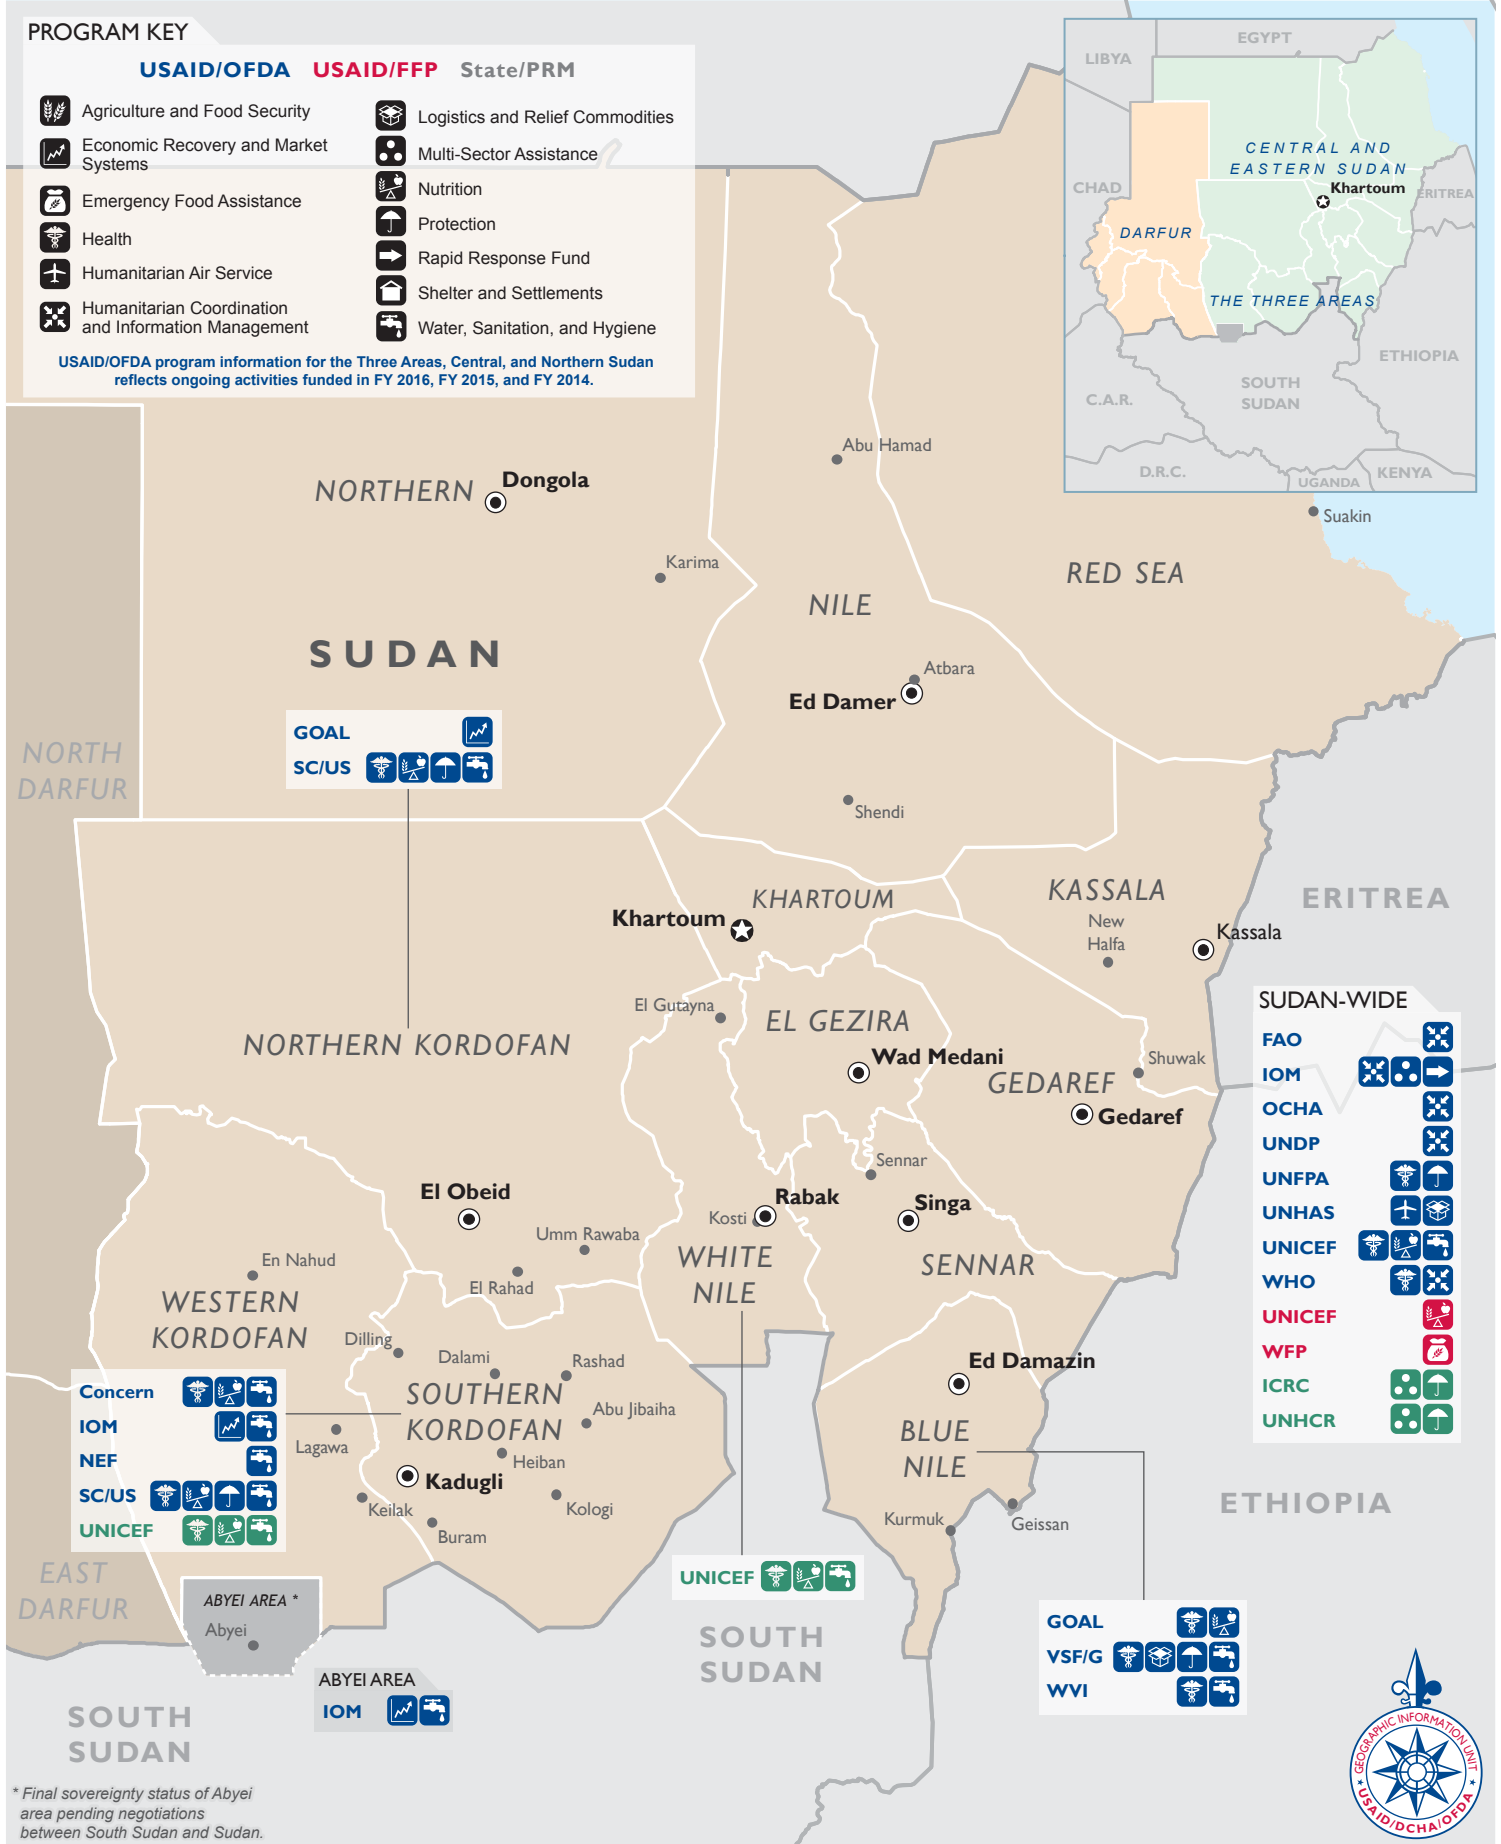 PROGRAM KEY
USAID/OFDA USAID/FFP State/PRM
Agriculture and Food Security
Economic Recovery and Market
Systems
Emergency Food Assistance
Health
Humanitarian Air Service
Humanitarian Coordination
and Information Management
Logistics and Relief Commodities
Multi-Sector Assistance
Nutrition
Protection
Rapid Response Fund
Shelter and Settlements
Water, Sanitation, and Hygiene
USAID/OFDA program information for the Three Areas, Central, and Northern Sudan
reflects ongoing activities funded in FY 2016, FY 2015, and FY 2014.
EGYPT
LIBYA
CENTRAL AND
EASTERN SUDAN
CHAD
Khartoum
ERITREA
DARFUR
THE THREE AREAS
ETHIOPIA
SOUTH
SUDAN
C.A.R.
D.R.C.
UGANDA
KENYA
Abu Hamad
NORTHERN
Dongola
Suakin
Karima
RED SEA
NILE
SUDAN
Atbara
Ed Damer
GOAL
SC/US
NORTH
DARFUR
Shendi
KHARTOUM
Khartoum
KASSALA
New
Halfa
Kassala
ERITREA
El Gutayna
EL GEZIRA
NORTHERN KORDOFAN
Wad Medani
Shuwak
GEDAREF
Gedaref
SUDAN-WIDE
FAO
IOM
OCHA
UNDP
UNFPA
UNHAS
UNICEF
WHO
UNICEF
WFP
ICRC
UNHCR
Sennar
El Obeid
Rabak
Singa
Kosti
Umm Rawaba
En Nahud
El Rahad
WHITE
NILE
SENNAR
WESTERN
KORDOFAN
Dilling
Dalami
Rashad
Ed Damazin
SOUTHERN
KORDOFAN
Abu Jibaiha
Concern
IOM
NEF
SC/US
UNICEF
Lagawa
Heiban
BLUE
NILE
Kadugli
Keilak
Kologi
Buram
Kurmuk
Geissan
ETHIOPIA
EAST
DARFUR
ABYEI AREA *
Abyei
UNICEF
SOUTH
SUDAN
GOAL
VSF/G
WVI
ABYEI AREA
IOM
SOUTH
SUDAN
GEOGRAPHIC INFORMATION UNIT
USAID/DCHA/OFDA
* Final sovereignty status of Abyei
area pending negotiations
between South Sudan and Sudan.